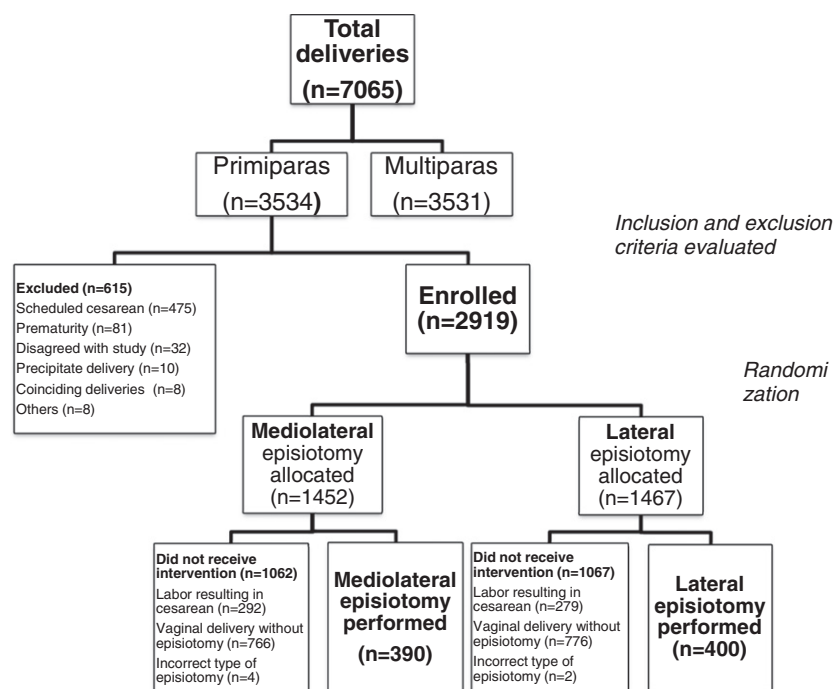 Total
deliveries
(n=7065)
Primiparas
(n=3534)
Multiparas
(n=3531)
Inclusion and exclusion
criteria evaluated
Excluded (n=615)
Scheduled cesarean (n=475)
Prematurity (n=81)
Disagreed with study (n=32)
Precipitate delivery (n=10)
Coinciding deliveries (n=8)
Others (n=8)
Enrolled
(n=2919)
Randomi
zation
Mediolateral
episiotomy
allocated
(n=1452)
Lateral
episiotomy
allocated
(n=1467)
Did not receive
intervention (n=1062)
Labor resulting in
cesarean (n=292)
Vaginal delivery without
episiotomy (n=766)
Incorrect type of
episiotomy (n=4)
Mediolateral
episiotomy
performed
(n=390)
Did not receive
intervention (n=1067)
Labor resulting in
cesarean (n=279)
Vaginal delivery without
episiotomy (n=776)
Incorrect type of
episiotomy (n=2)
Lateral
episiotomy
performed
(n=400)